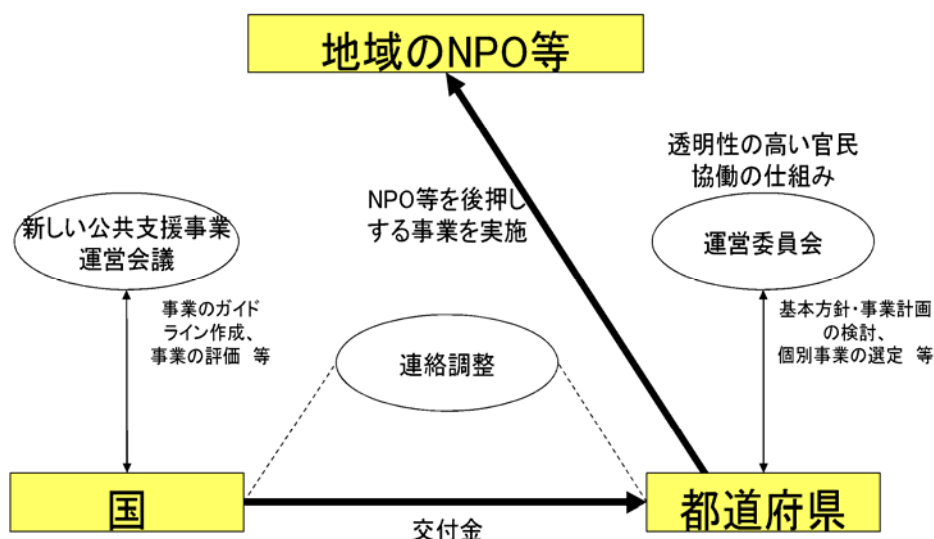 地域のNPO等
透明性の高い官民
協働の仕組み
NPO等を後押し
する事業を実施
新しい公共支援事業
運営会議
運営委員会
事業のガイド
ライン作成、
事業の評価 等
基本方針・事業計画
の検討、
個別事業の選定 等
連絡調整
国
都道府県
交付金